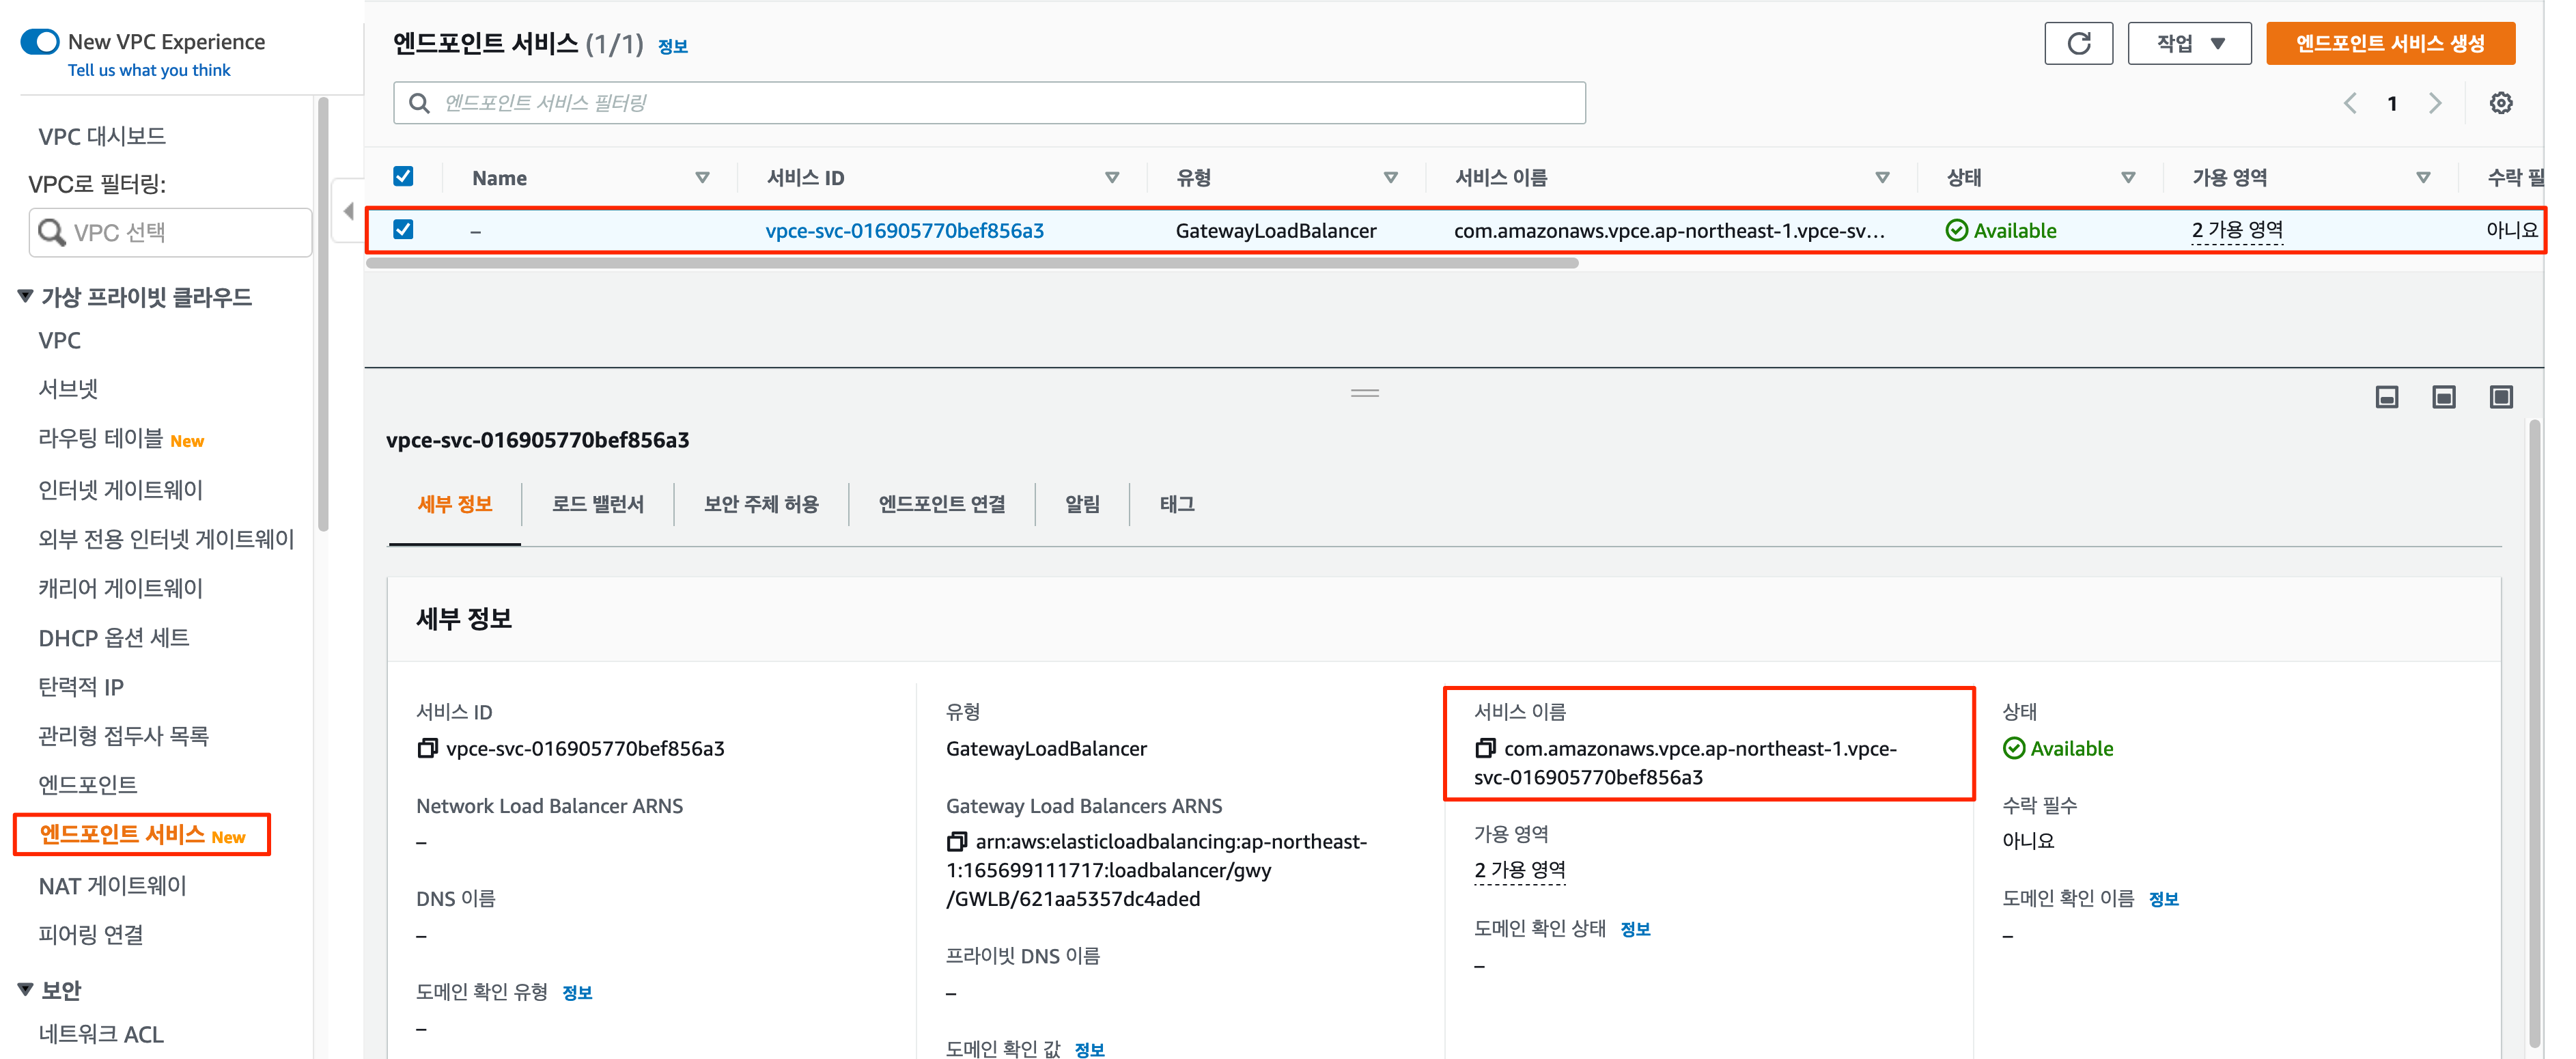 New VPC Experience
Tell us what you think
VPC 대시보드
VPC로 필터링:
VPC 선택
가상 프라이빗 클라우드
VPC
서브넷
라우팅 테이블 New
인터넷 게이트웨이
외부 전용 인터넷 게이트웨이
캐리어 게이트웨이
DHCP 옵션 세트
탄력적 IP
관리형 접두사 목록
엔드포인트
엔드포인트 서비스 New
NAT 게이트웨이
피어링 연결
보안
네트워크 ACL
엔드포인트 서비스 (1/1) 정보
작업
엔드포인트 서비스 생성
엔드포인트 서비스 필터링
1
Name 서비스 ID 유형 서비스 이름 상태 가용 영역 수락 필
– vpce-svc-016905770bef856a3 GatewayLoadBalancer com.amazonaws.vpce.ap-northeast-1.vpce-sv… Available 2 가용 영역 아니요
vpce-svc-016905770bef856a3
세부 정보 로드 밸런서 보안 주체 허용 엔드포인트 연결 알림 태그
세부 정보
서비스 ID
vpce-svc-016905770bef856a3
Network Load Balancer ARNS
–
DNS 이름
–
도메인 확인 유형 정보
–
유형
GatewayLoadBalancer
Gateway Load Balancers ARNS
arn:aws:elasticloadbalancing:ap-northeast-
1:165699111717:loadbalancer/gwy
/GWLB/621aa5357dc4aded
프라이빗 DNS 이름
–
도메인 확인 값 정보
서비스 이름
com.amazonaws.vpce.ap-northeast-1.vpce-
svc-016905770bef856a3
가용 영역
2 가용 영역
도메인 확인 상태 정보
–
상태
Available
수락 필수
아니요
도메인 확인 이름 정보
–